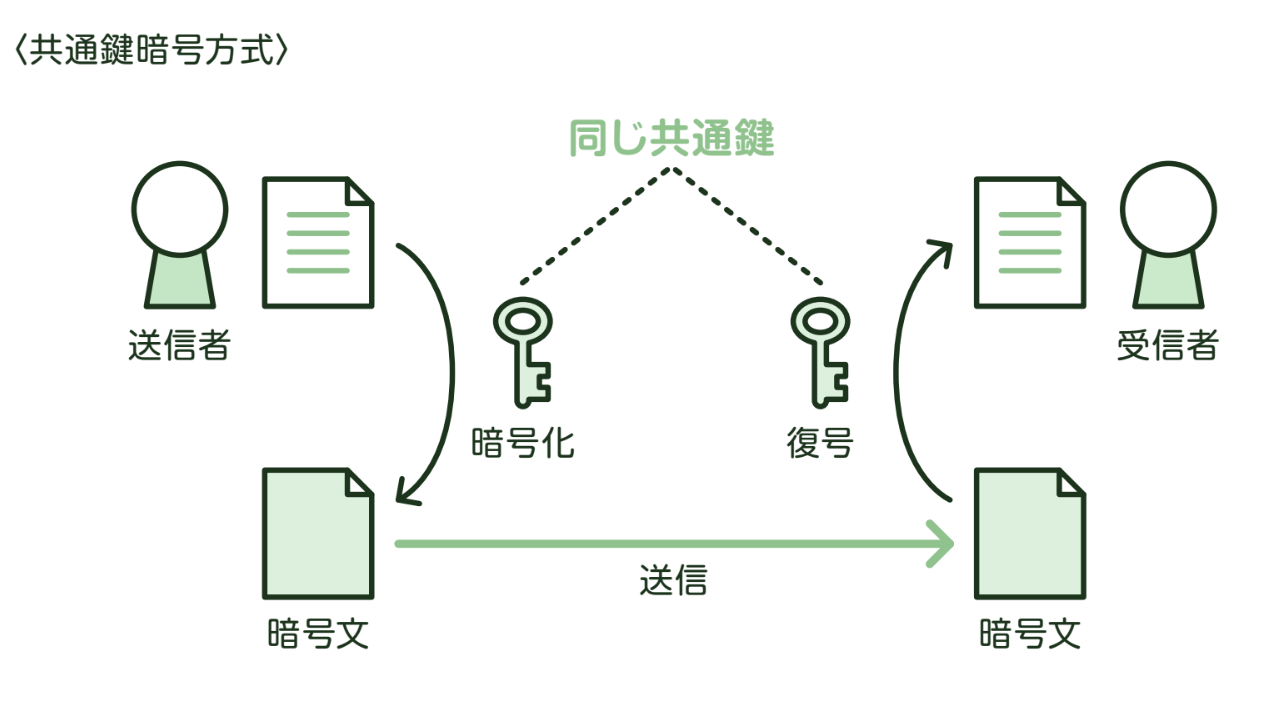 〈共通鍵暗号方式〉
同じ共通鍵
送信者
受信者
暗号化
復号
送信
暗号文
暗号文